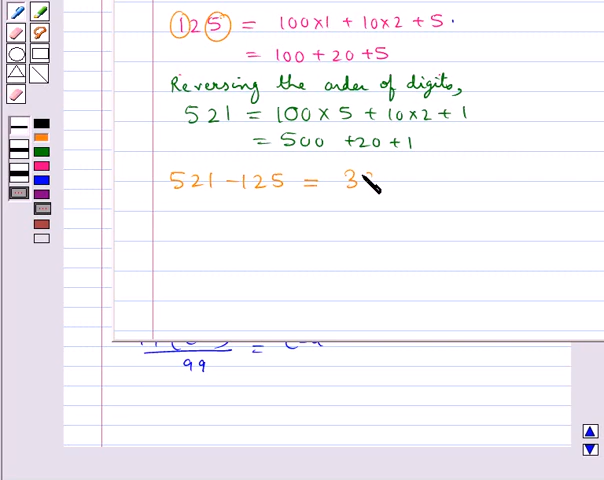 125 = 100×1 + 10×2 + 5.
= 100 + 20 + 5
Reversing the order of digits,
521 = 100 × 5 + 10×2 + 1
= 500 + 20 + 1
521 - 125 = 3
99 =